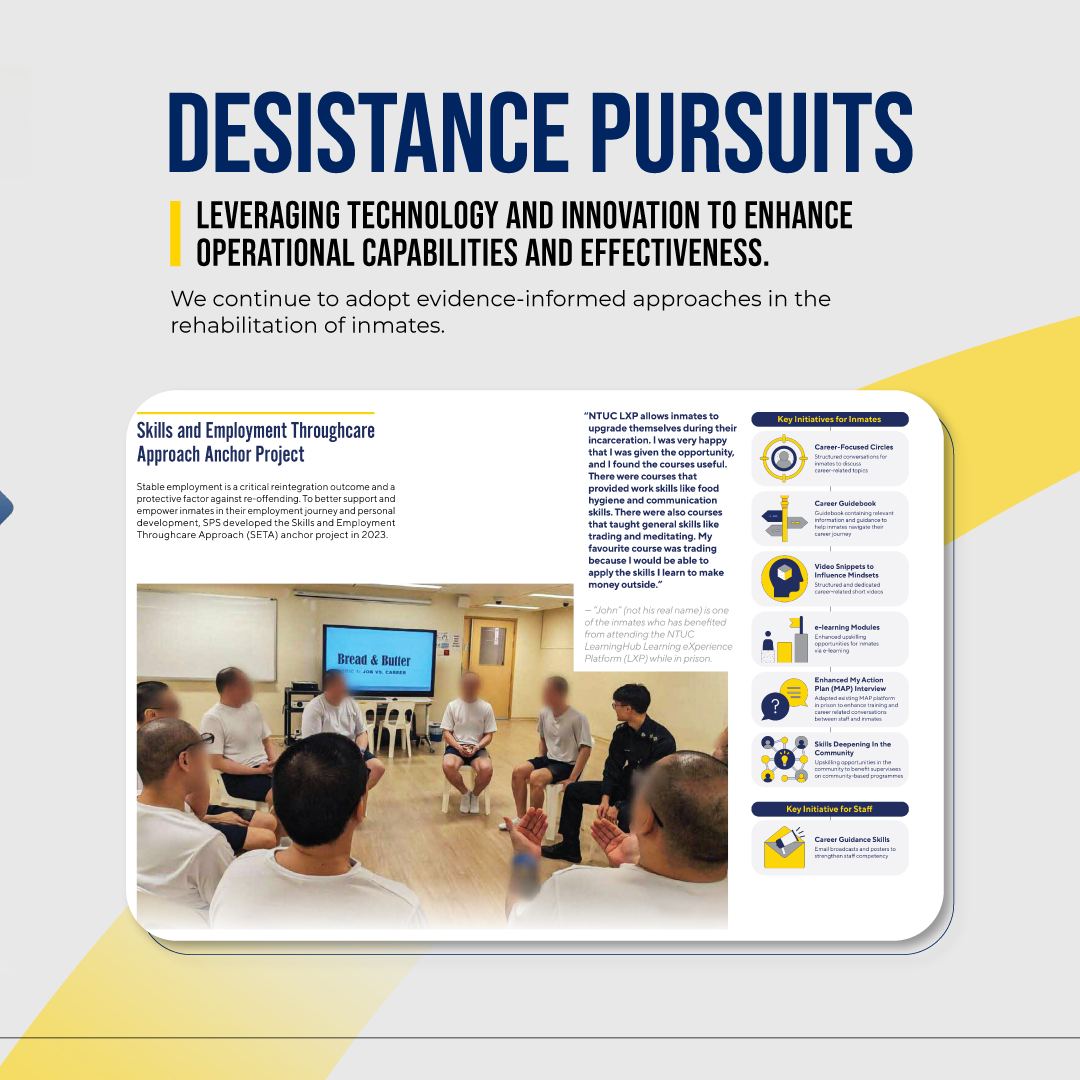 DESISTANCE PURSUITS
LEVERAGING TECHNOLOGY AND INNOVATION TO ENHANCE
OPERATIONAL CAPABILITIES AND EFFECTIVENESS.
We continue to adopt evidence-informed approaches in the
rehabilitation of inmates.
Skills and Employment Throughcare
Approach Anchor Project
Stable employment is a critical reintegration outcome and a
protective factor against re-offending. To better support and
empower inmates in their employment journey and personal
development, SPS developed the Skills and Employment
Throughcare Approach (SETA) anchor project in 2023.
Bread & Butter
JOB VS. CAREER
"NTUC LXP allows inmates to
upgrade themselves during their
incarceration. I was very happy
that I was given the opportunity,
and I found the courses useful.
There were courses that
provided work skills like food
hygiene and communication
skills. There were also courses
that taught general skills like
trading and meditating. My
favourite course was trading
because I would be able to
apply the skills I learn to make
money outside."
– "John" (not his real name) is one
of the inmates who has benefited
from attending the NTUC
LearningHub Learning eXperience
Platform (LXP) while in prison.
Key Initiatives for Inmates
Career-Focused Circles
Structured conversations for
inmates to discuss
career-related topics
Career Guidebook
Guidebook containing relevant
information and guidance to
help inmates navigate their
career journey
Video Snippets to
Influence Mindsets
Structured and dedicated
career-related short videos
e-learning Modules
Enhanced upskilling
opportunities for inmates
via e-learning
Enhanced My Action
Plan (MAP) Interview
Adapted existing MAP platform
in prison to enhance training and
career related conversations
between staff and inmates
?
Skills Deepening In the
Community
Upskilling opportunities in the
community to benefit supervisees
on community-based programmes
Key Initiative for Staff
Career Guidance Skills
Email broadcasts and posters to
strengthen staff competency